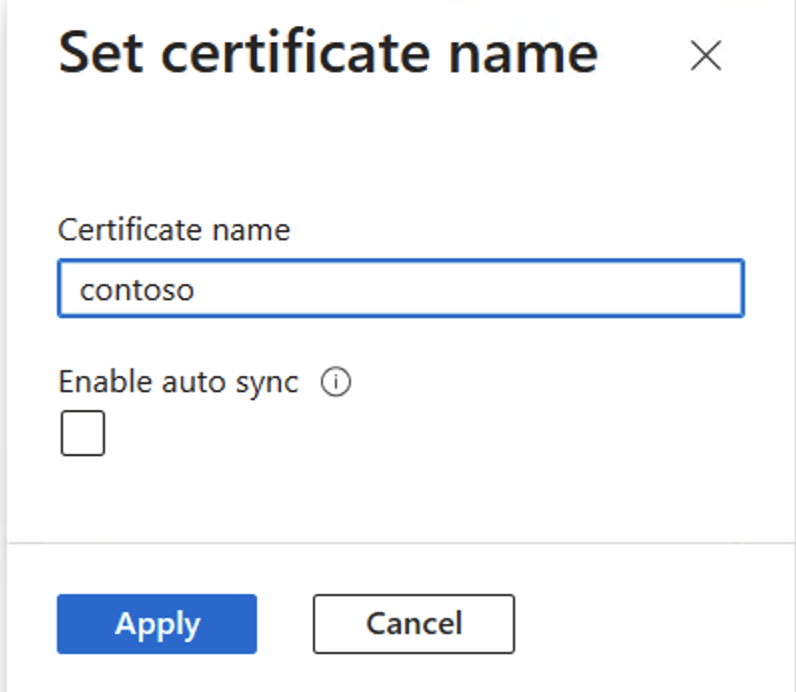 Set certificate name
Certificate name
contoso
Enable auto sync
Apply
Cancel